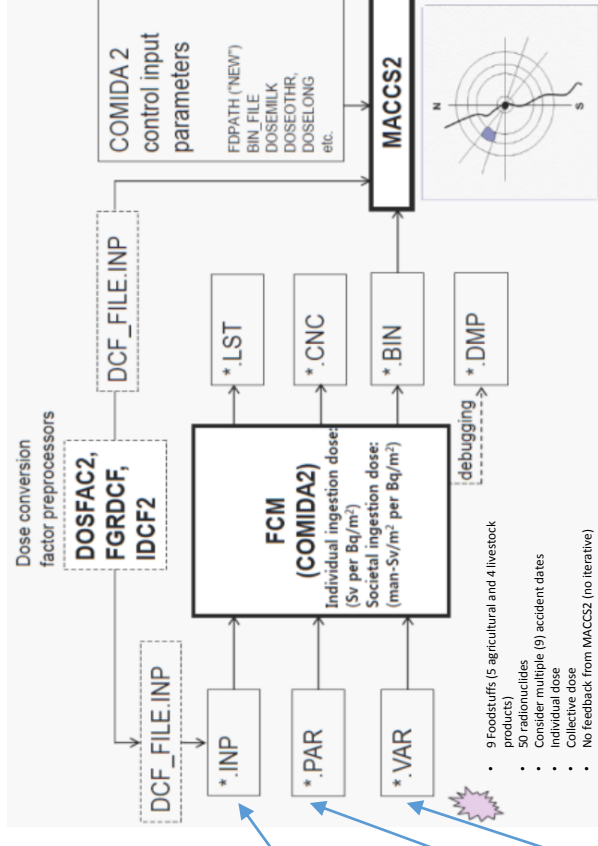 Dose conversion
factor preprocessors
DOSFAC2,
FGRDCF,
IDCF2
DCF_FILE.INP
DCF_FILE.INP
COMIDA 2
control input
parameters
FDPATH ("NEW")
BIN_FILE
DOSEMILK
DOSEOTHR,
DOSELONG
etc.
*.INP
*.PAR
*.VAR
FCM
(COMIDA2)
Individual ingestion dose:
(Sv per Bq/m²)
Societal ingestion dose:
(man-Sv/m² per Bq/m²)
*.LST
*.CNC
*.BIN
*.DMP
debugging
MACCS2
N
S
• 9 Foodstuffs (5 agricultural and 4 livestock
products)
• 50 radionuclides
• Consider multiple (9) accident dates
• Individual dose
• Collective dose
• No feedback from MACCS2 (no iterative)